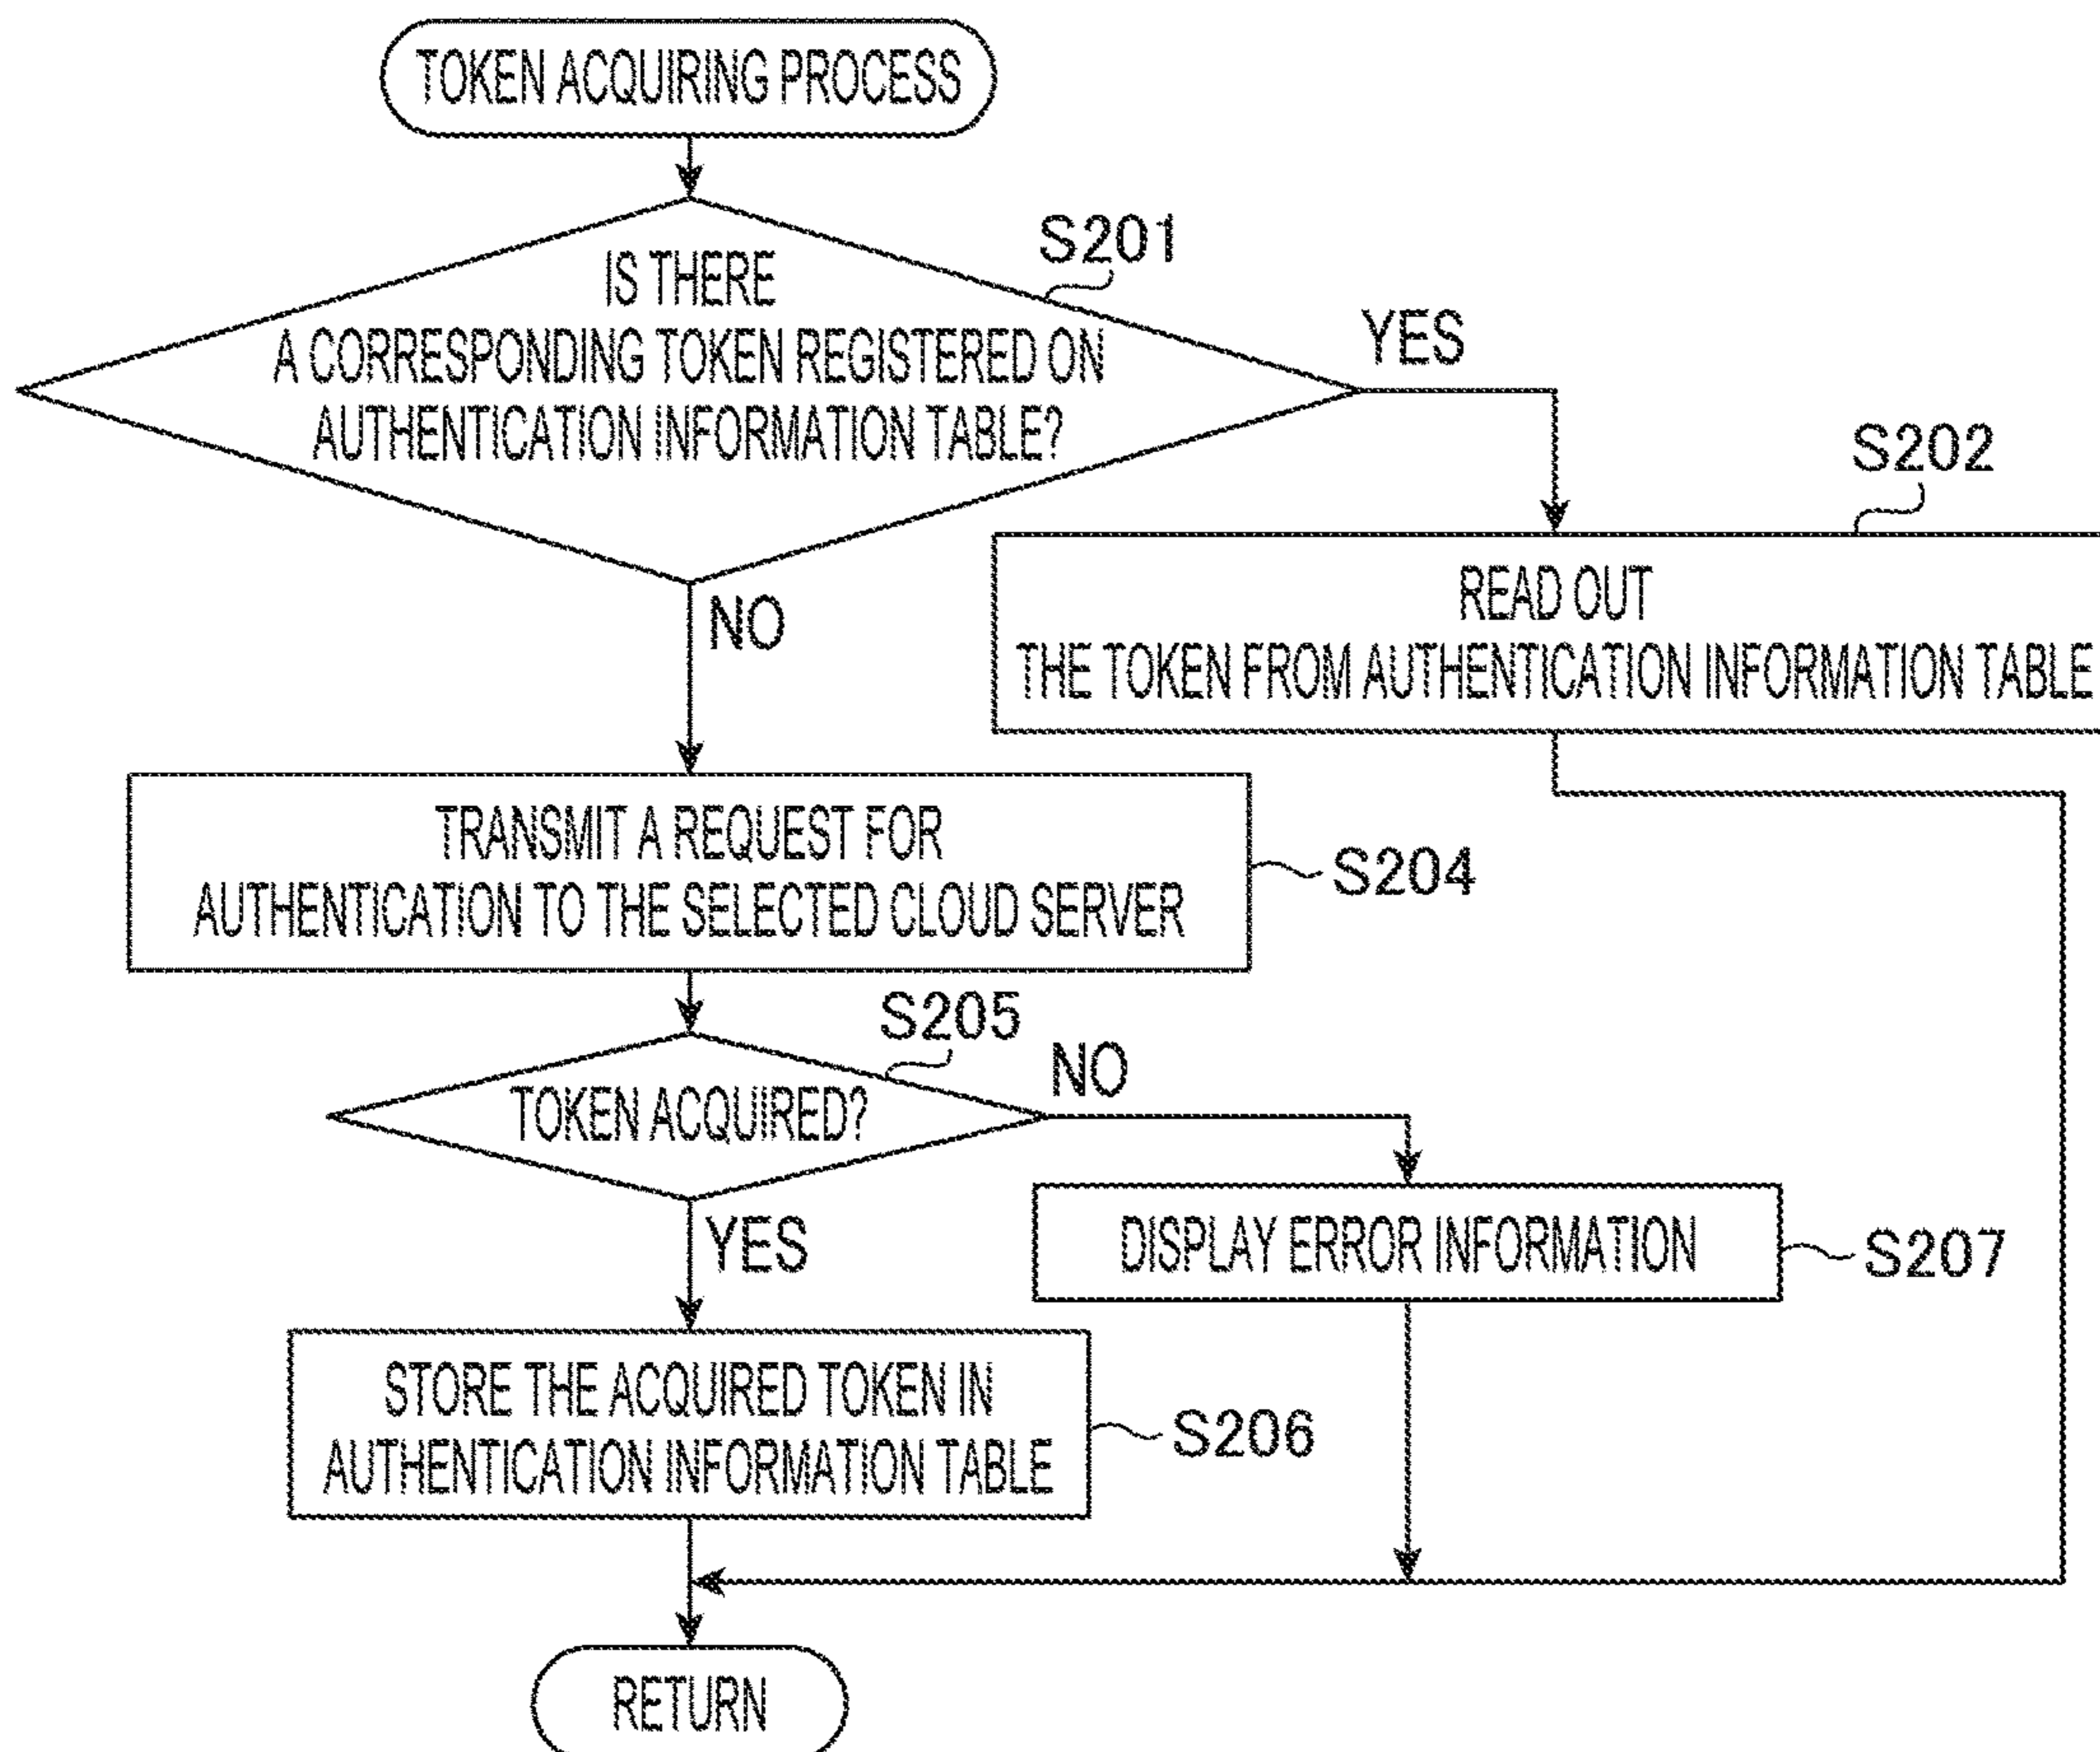 TOKEN ACQUIRING PROCESS
S201
IS THERE
A CORRESPONDING TOKEN REGISTERED ON
AUTHENTICATION INFORMATION TABLE?
YES
NO
S202
READ OUT
THE TOKEN FROM AUTHENTICATION INFORMATION TABLE
TRANSMIT A REQUEST FOR
AUTHENTICATION TO THE SELECTED CLOUD SERVER
S204
S205
TOKEN ACQUIRED?
NO
YES
DISPLAY ERROR INFORMATION
S207
STORE THE ACQUIRED TOKEN IN
AUTHENTICATION INFORMATION TABLE
S206
RETURN